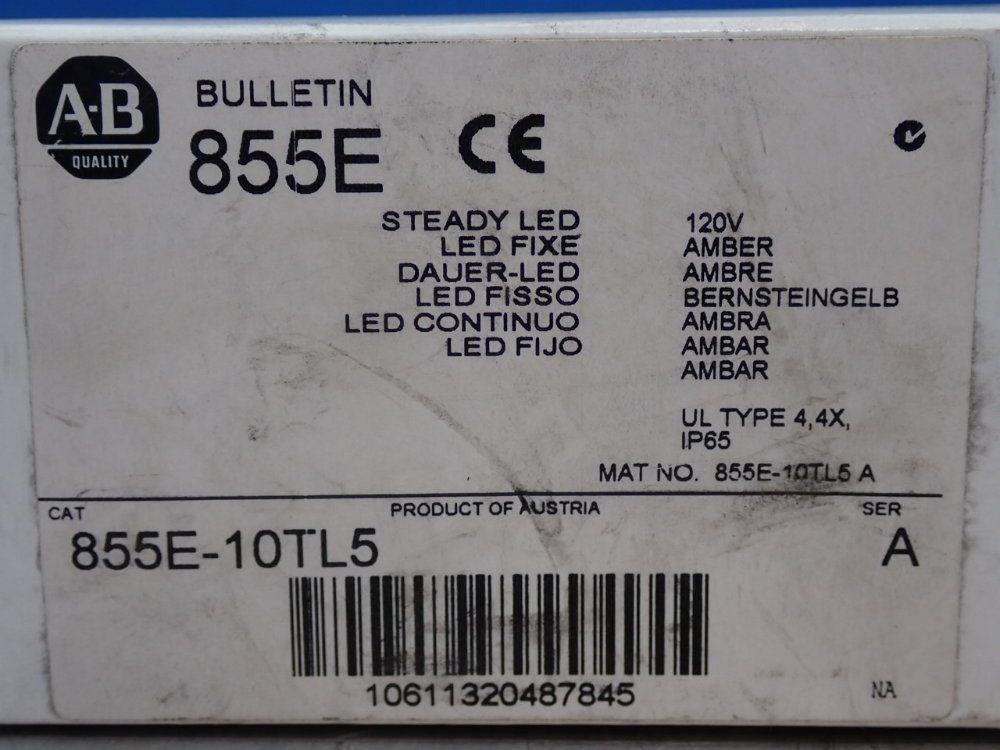 A-B
QUALITY
BULLETIN
855E
CE
STEADY LED 120V
LED FIXE AMBER
DAUER-LED AMBRE
LED FISSO BERNSTEINGELB
LED CONTINUO AMBRA
LED FIJO AMBAR
AMBAR
UL TYPE 4,4X,
IP65
MAT NO. 855E-10TL5 A
CAT PRODUCT OF AUSTRIA SER
855E-10TL5 A
10611320487845
NA